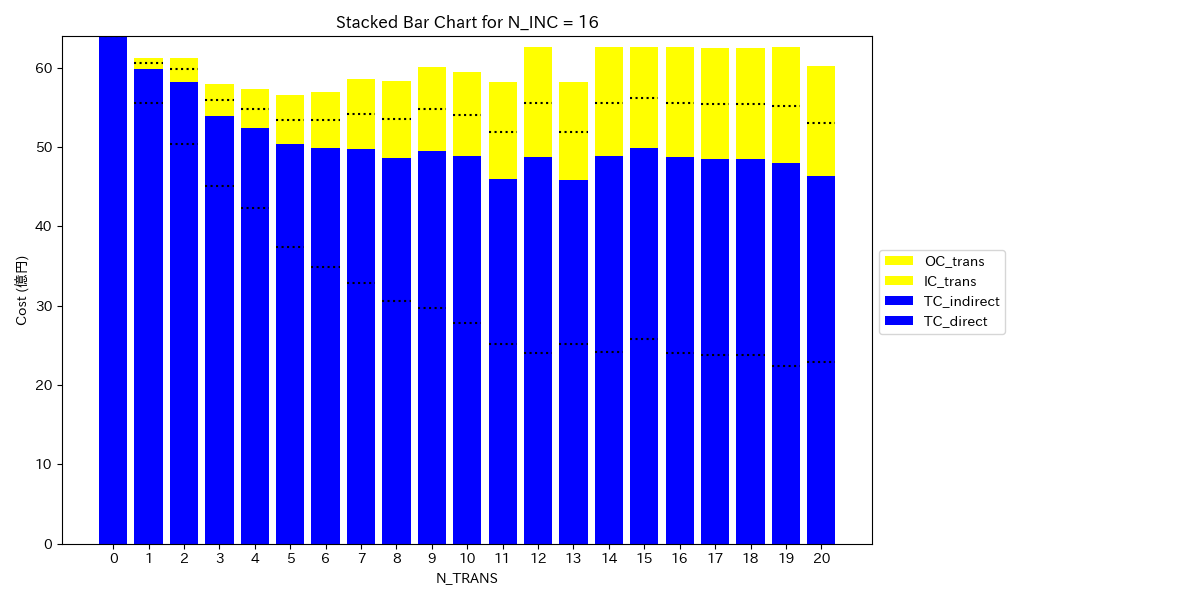 Stacked Bar Chart for N_INC = 16
Cost (億円)
60
50
40
30
20
10
0
0 1 2 3 4 5 6 7 8 9 10 11 12 13 14 15 16 17 18 19 20
N_TRANS
OC_trans
IC_trans
TC_indirect
TC_direct